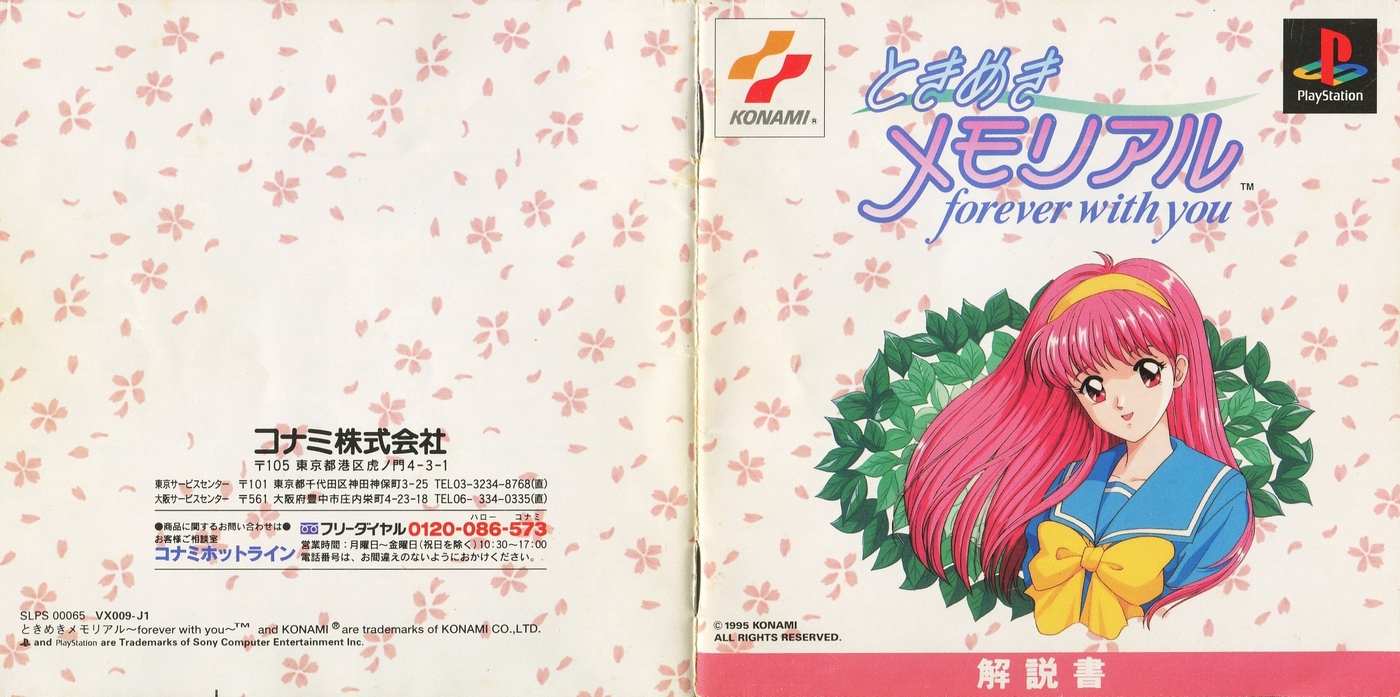 コナミ株式会社
〒105 東京都港区虎ノ門4-3-1
東京サービスセンター 〒101 東京都千代田区神田神保町3-25 TEL03-3234-8768(直)
大阪サービスセンター 〒561 大阪府豊中市庄内栄町4-23-18 TEL06- 334-0335(直)
●商品に関するお問い合わせは●
お客様ご相談室
コナミホットライン
ハロー コナミ
フリーダイヤル 0120-086-573
営業時間：月曜日〜金曜日(祝日を除く)10:30〜17:00
電話番号は、お間違えのないようにおかけください。
SLPS 00065 VX009-J1
ときめきメモリアル〜forever with you〜™ and KONAMI ® are trademarks of KONAMI CO.,LTD.
and PlayStation are Trademarks of Sony Computer Entertainment Inc.
KONAMI ®
PlayStation
ときめき
メモリアル ™
forever with you
© 1995 KONAMI
ALL RIGHTS RESERVED.
解説書